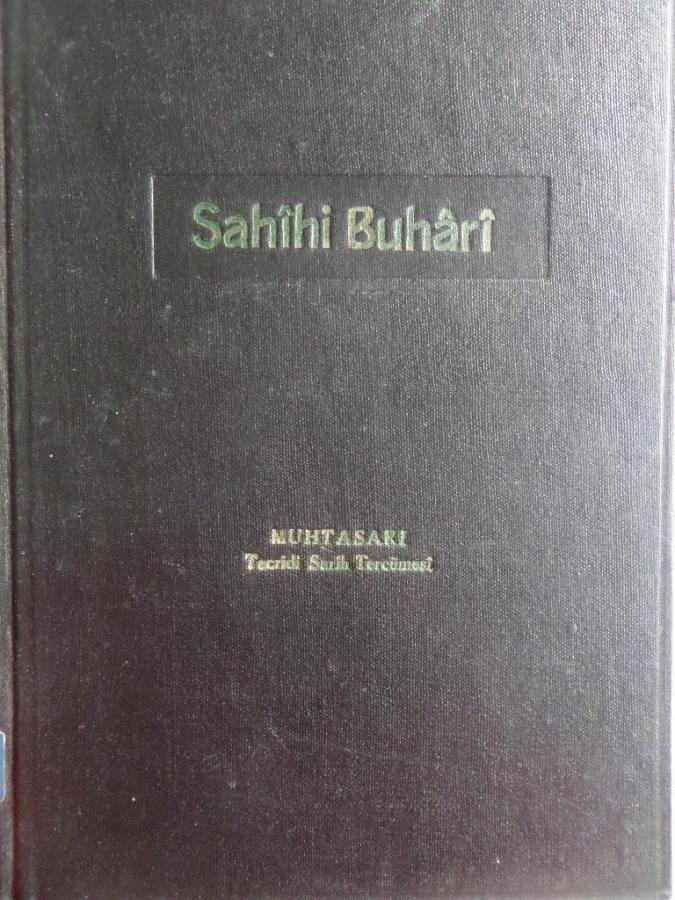 Sahîhi Buhârî
MUHTASARI
Tecridi Sarih Tercümesi